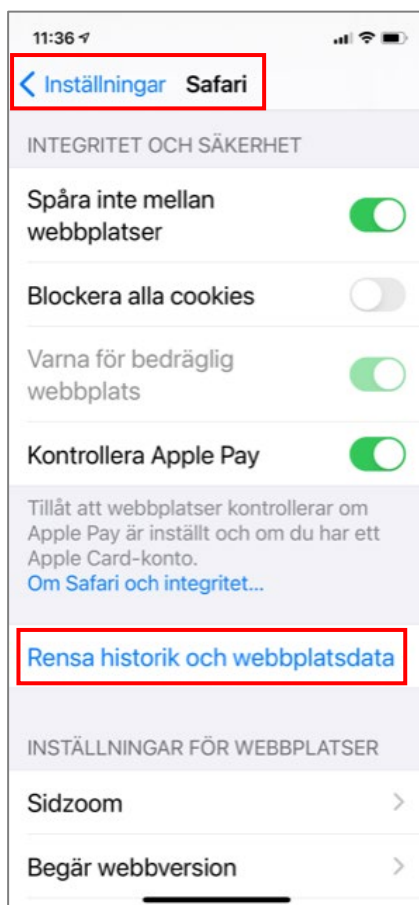 11:36
Inställningar Safari
INTEGRITET OCH SÄKERHET
Spåra inte mellan
webbplatser
Blockera alla cookies
Varna för bedräglig
webbplats
Kontrollera Apple Pay
Tillåt att webbplatser kontrollerar om
Apple Pay är inställt och om du har ett
Apple Card-konto.
Om Safari och integritet...
Rensa historik och webbplatsdata
INSTÄLLNINGAR FÖR WEBBPLATSER
Sidzoom
Begär webbversion